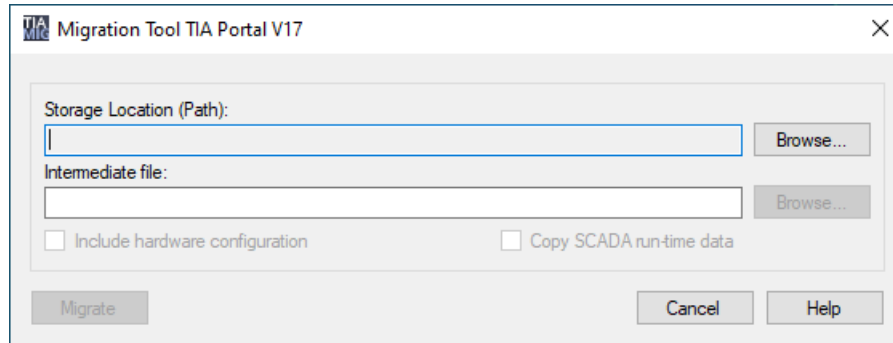 TIA
MIG
Migration Tool TIA Portal V17
Storage Location (Path):
Browse...
Intermediate file:
Browse...
Include hardware configuration
Copy SCADA run-time data
Migrate
Cancel
Help